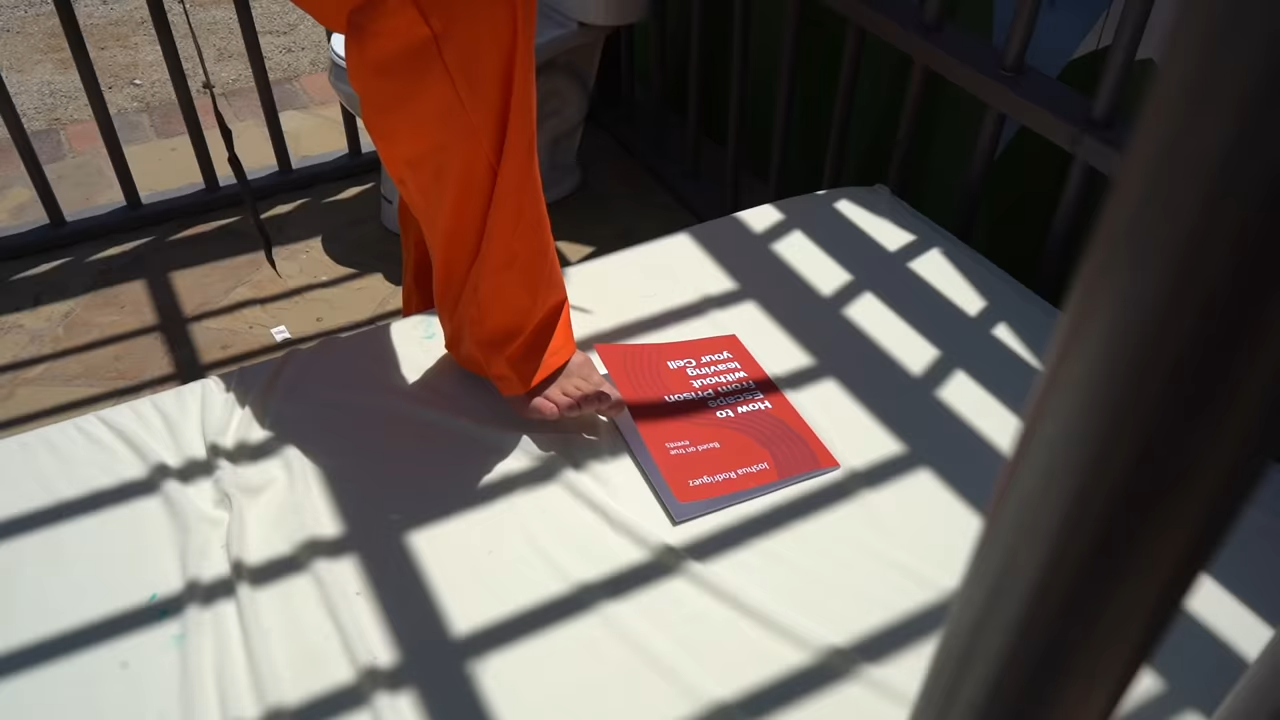 How to
Escape
from Prison
without
leaving
your Cell
Based on true
events
Joshua Rodriguez